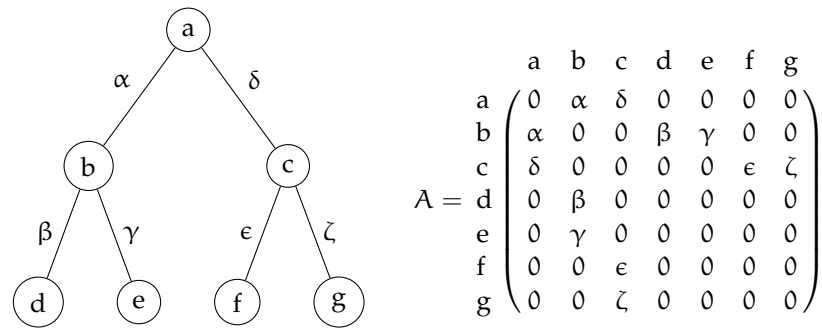 a
α δ
b c
β γ ϵ ζ
d e f g
a b c d e f g
a 0 α δ 0 0 0 0
b α 0 0 β γ 0 0
c δ 0 0 0 0 ϵ ζ
A = d 0 β 0 0 0 0 0
e 0 γ 0 0 0 0 0
f 0 0 ϵ 0 0 0 0
g 0 0 ζ 0 0 0 0